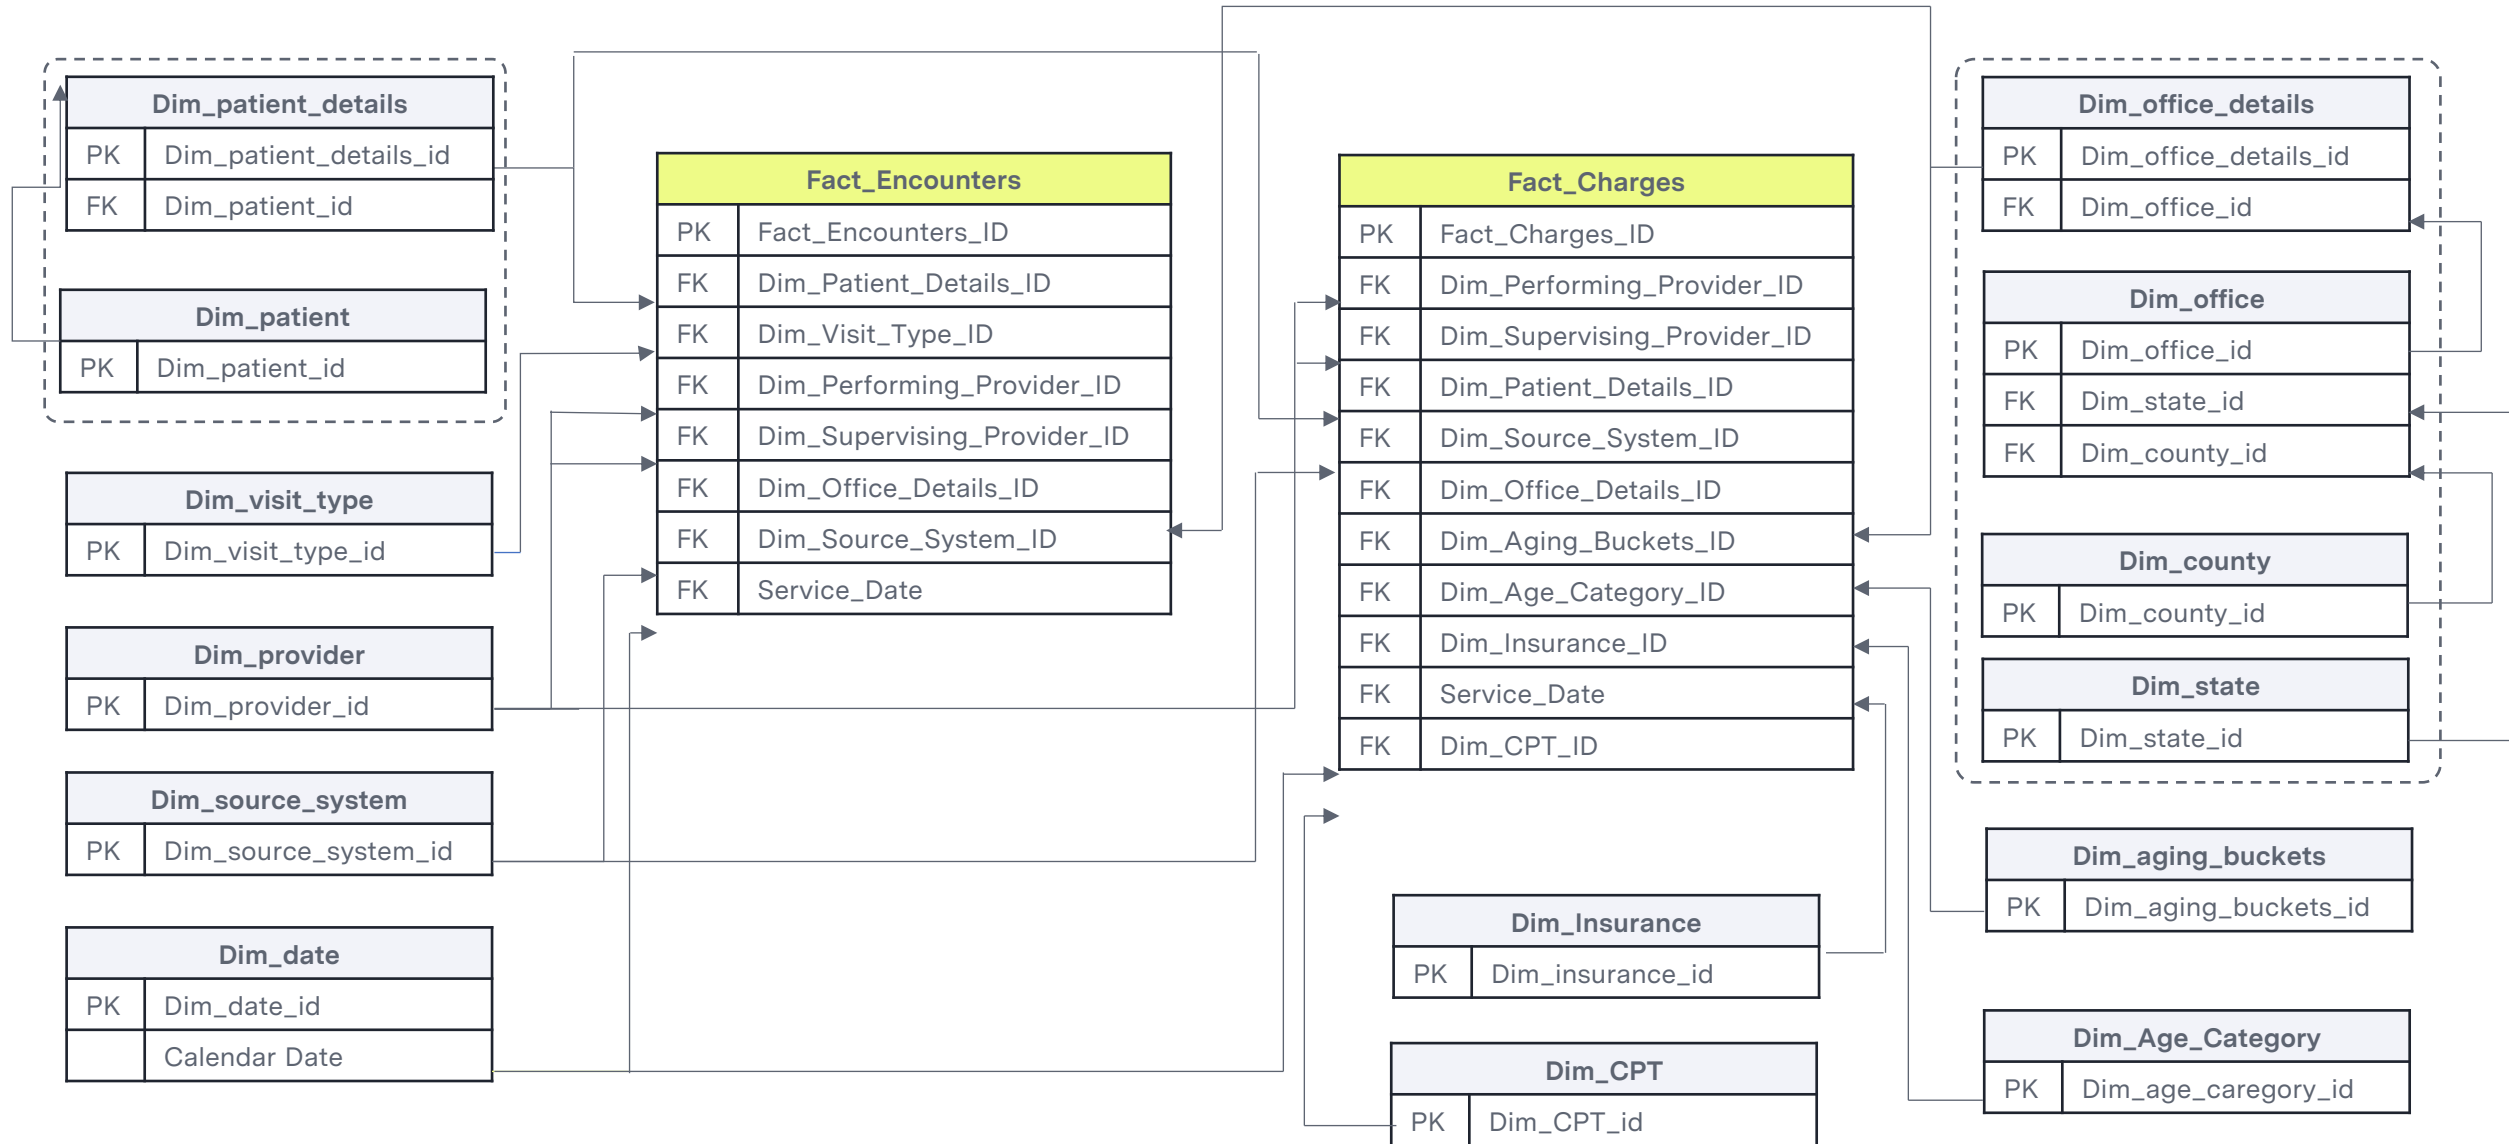 Dim_patient_details
PK Dim_patient_details_id
FK Dim_patient_id
Dim_patient
PK Dim_patient_id
Dim_visit_type
PK Dim_visit_type_id
Dim_provider
PK Dim_provider_id
Dim_source_system
PK Dim_source_system_id
Dim_date
PK Dim_date_id
Calendar Date
Fact_Encounters
PK Fact_Encounters_ID
FK Dim_Patient_Details_ID
FK Dim_Visit_Type_ID
FK Dim_Performing_Provider_ID
FK Dim_Supervising_Provider_ID
FK Dim_Office_Details_ID
FK Dim_Source_System_ID
FK Service_Date
Fact_Charges
PK Fact_Charges_ID
FK Dim_Performing_Provider_ID
FK Dim_Supervising_Provider_ID
FK Dim_Patient_Details_ID
FK Dim_Source_System_ID
FK Dim_Office_Details_ID
FK Dim_Aging_Buckets_ID
FK Dim_Age_Category_ID
FK Dim_Insurance_ID
FK Service_Date
FK Dim_CPT_ID
Dim_Insurance
PK Dim_insurance_id
Dim_CPT
PK Dim_CPT_id
Dim_office_details
PK Dim_office_details_id
FK Dim_office_id
Dim_office
PK Dim_office_id
FK Dim_state_id
FK Dim_county_id
Dim_county
PK Dim_county_id
Dim_state
PK Dim_state_id
Dim_aging_buckets
PK Dim_aging_buckets_id
Dim_Age_Category
PK Dim_age_caregory_id